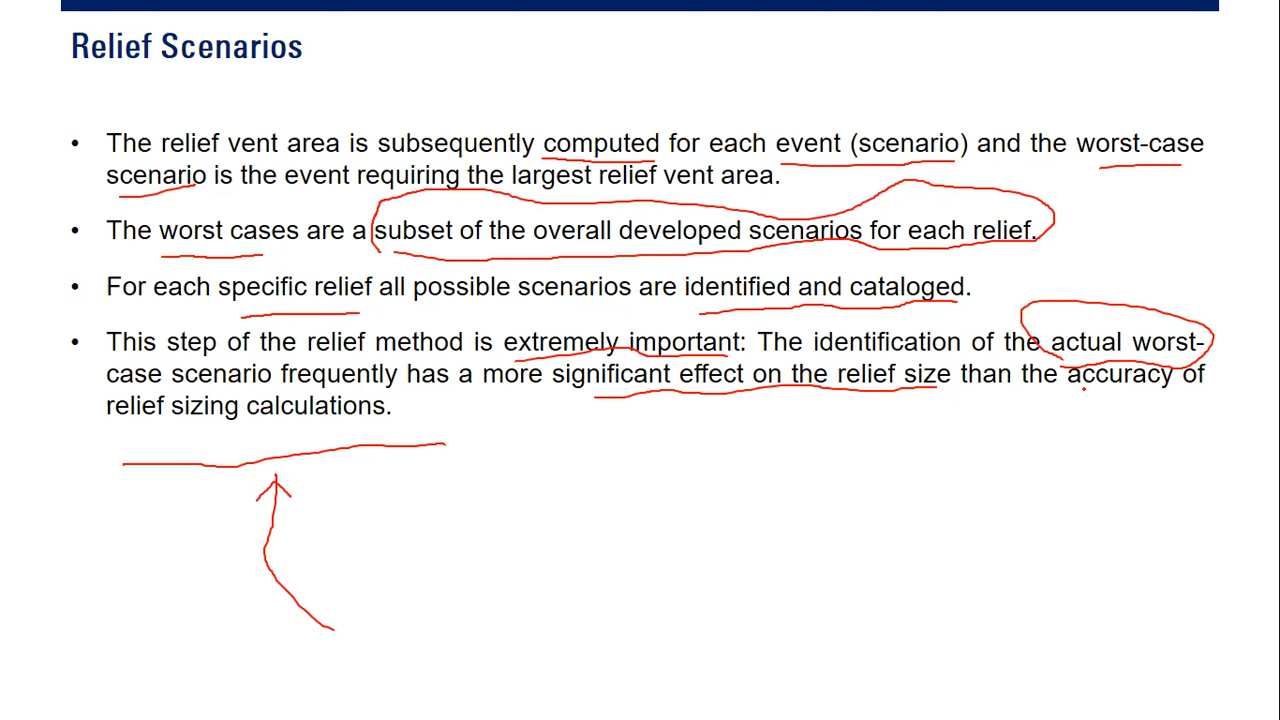 Relief Scenarios
• The relief vent area is subsequently computed for each event (scenario) and the worst-case
scenario is the event requiring the largest relief vent area.
• The worst cases are a subset of the overall developed scenarios for each relief.
• For each specific relief all possible scenarios are identified and cataloged.
• This step of the relief method is extremely important: The identification of the actual worst-
case scenario frequently has a more significant effect on the relief size than the accuracy of
relief sizing calculations.